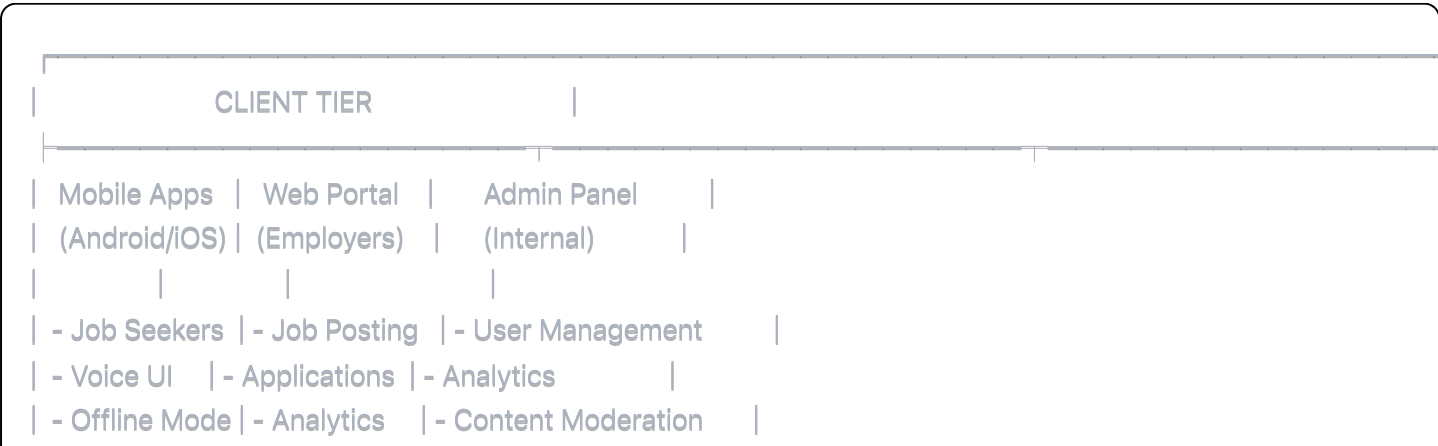 │ CLIENT TIER │
│ Mobile Apps │ Web Portal │ Admin Panel │
│ (Android/iOS) │ (Employers) │ (Internal) │
│ │ │ │
│ - Job Seekers │ - Job Posting │ - User Management │
│ - Voice UI │ - Applications │ - Analytics │
│ - Offline Mode │ - Analytics │ - Content Moderation │